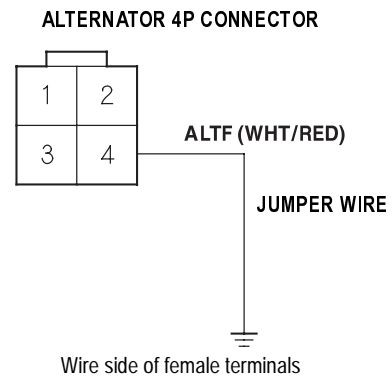 ALTERNATOR 4P CONNECTOR
1 2
3 4
ALTF (WHT/RED)
JUMPER WIRE
Wire side of female terminals